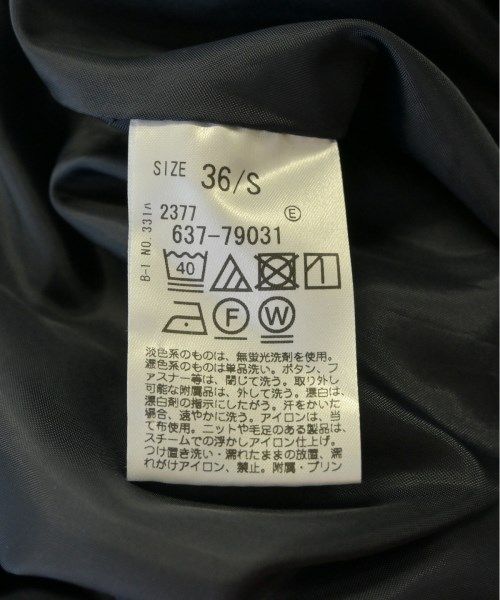 SIZE 36/S
2377 E
637-79031
B-1 NO.331A
40
F W
淡色系のものは、無蛍光洗剤を使用。
濃色系のものは単品洗い。ボタン、フ
ァスナー等は、閉じて洗う。取り外し
可能な附属品は、外して洗う。漂白は、
漂白剤の指示にしたがう。汗をかいた
場合、速やかに洗う。アイロンは、当
て布使用。ニットや毛足のある製品は、
スチームでの浮かしアイロン仕上げ。
つけ置き洗い・濡れたままの放置、濡
れがけアイロン、禁止。附属・プリン